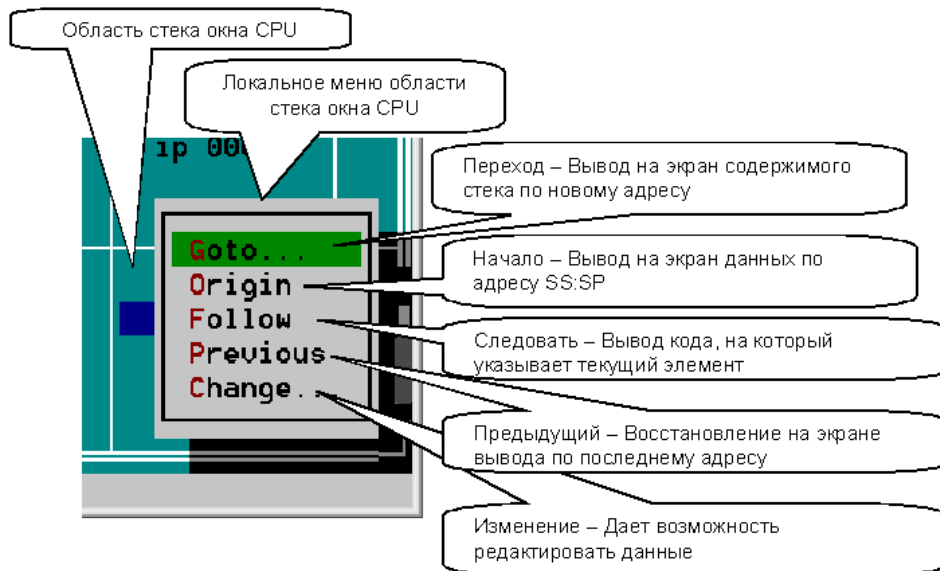 Область стека окна CPU
Локальное меню области
стека окна CPU
ip 00
Переход – Вывод на экран содержимого
стека по новому адресу
Goto...
Начало – Вывод на экран данных по
адресу SS:SP
Origin
Follow
Следовать – Вывод кода, на который
указывает текущий элемент
Previous
Change..
Предыдущий – Восстановление на экране
вывода по последнему адресу
Изменение – Дает возможность
редактировать данные